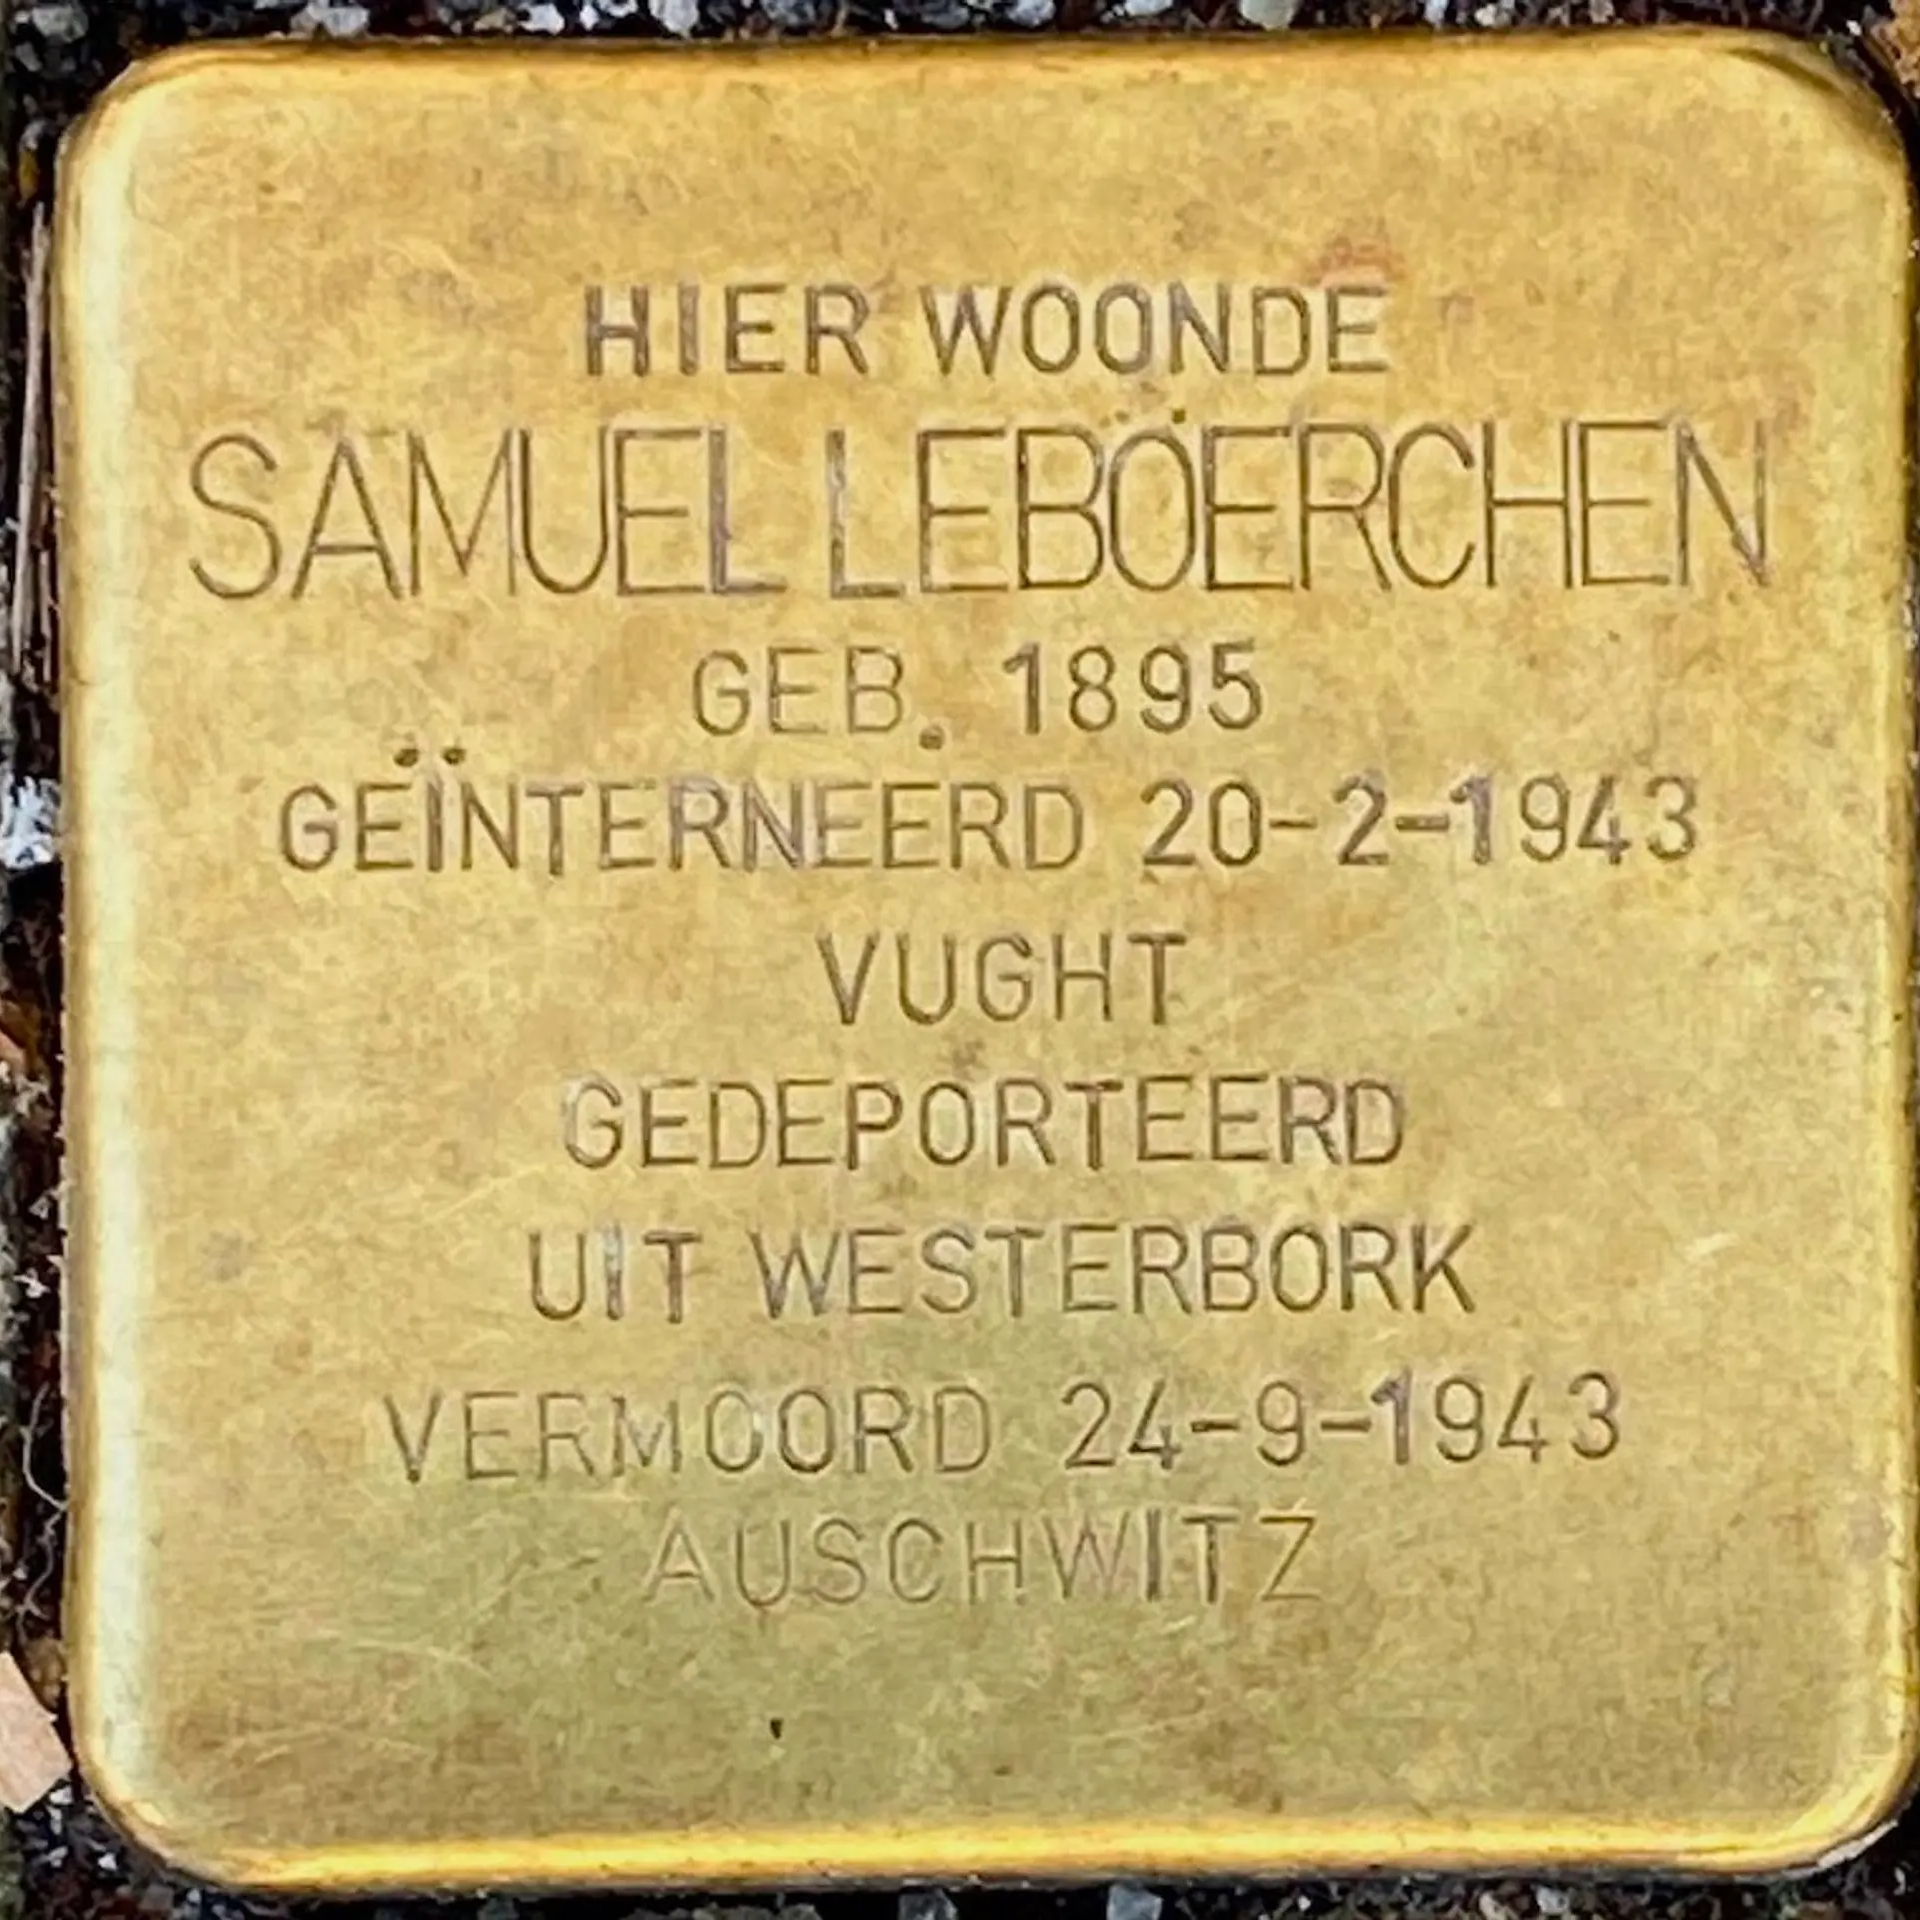 HIER WOONDE
SAMUEL LEBÖERCHEN
GEB. 1895
GEÏNTERNEERD 20-2-1943
VUGHT
GEDEPORTEERD
UIT WESTERBORK
VERMOORD 24-9-1943
AUSCHWITZ